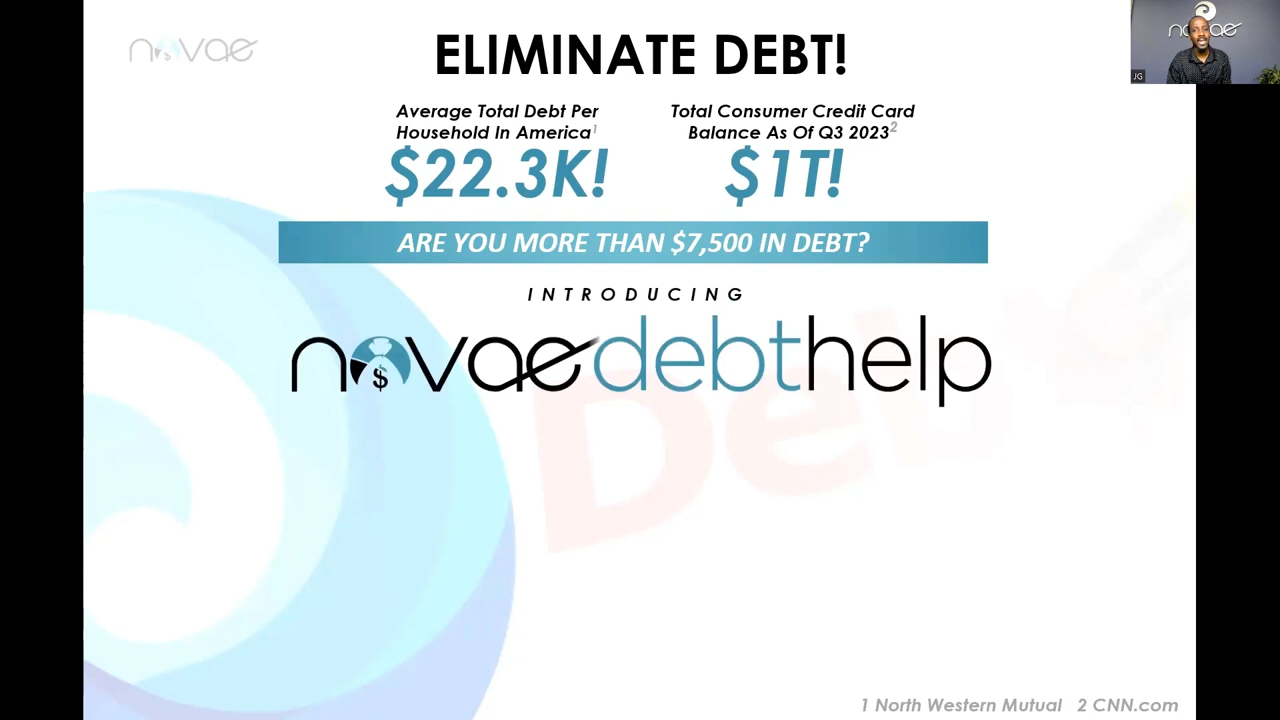 novae
ELIMINATE DEBT!
novae
JG
Average Total Debt Per
Household In America1
$22.3K!
Total Consumer Credit Card
Balance As Of Q3 20232
$1T!
ARE YOU MORE THAN $7,500 IN DEBT?
INTRODUCING
novaedebthelp
$
Debt
1 North Western Mutual 2 CNN.com